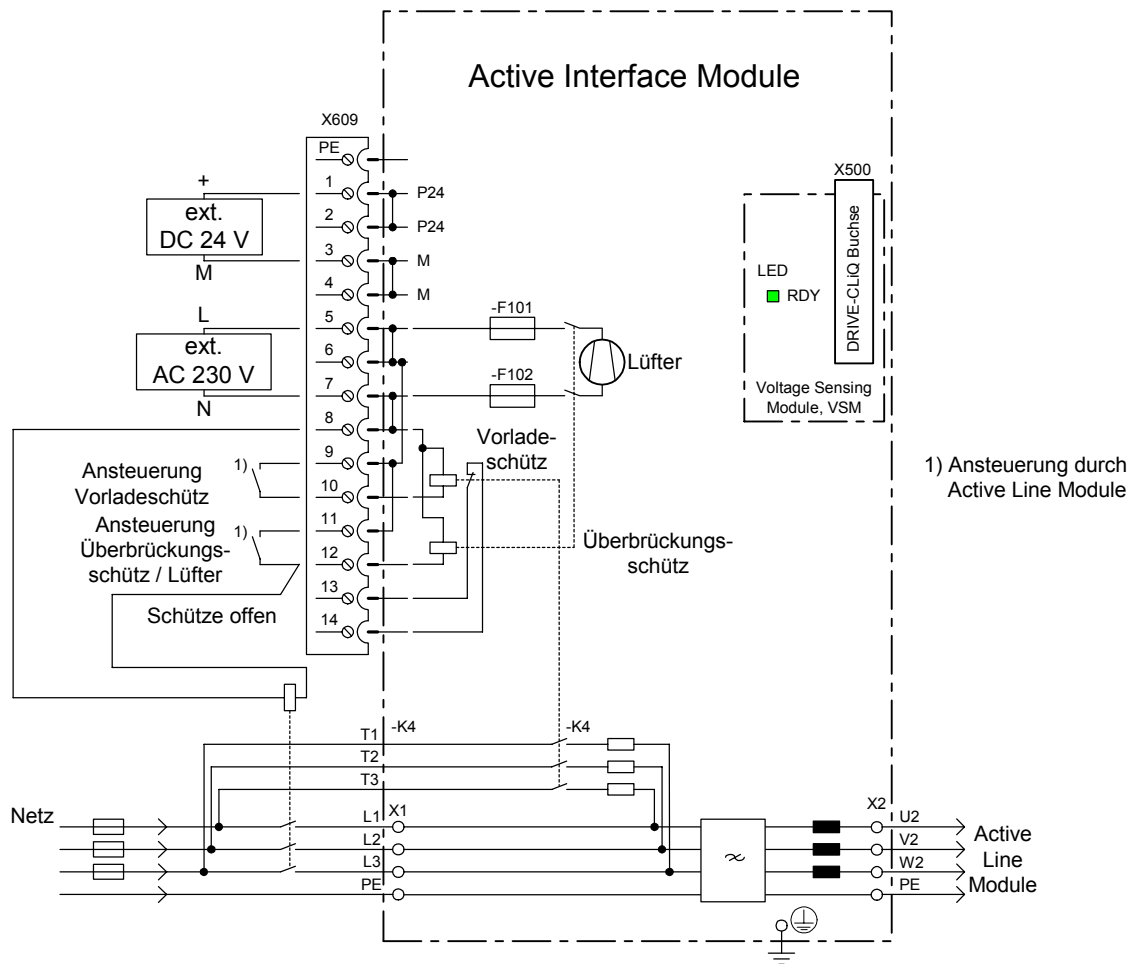 Active Interface Module
X609
PE
1
2
3
4
5
6
7
8
9
10
11
12
13
14
+
ext.
DC 24 V
M
L
ext.
AC 230 V
N
P24
P24
M
M
-F101
-F102
Lüfter
X500
DRIVE-CLiQ Buchse
LED
RDY
Voltage Sensing
Module, VSM
Vorlade-
schütz
Überbrückungs-
schütz
1)
Ansteuerung
Vorladeschütz
1)
Ansteuerung
Überbrückungs-
schütz / Lüfter
Schütze offen
1) Ansteuerung durch
Active Line Module
T1
-K4
-K4
T2
T3
Netz
L1
X1
L2
L3
PE
X2
U2
V2
W2
PE
Active
Line
Module